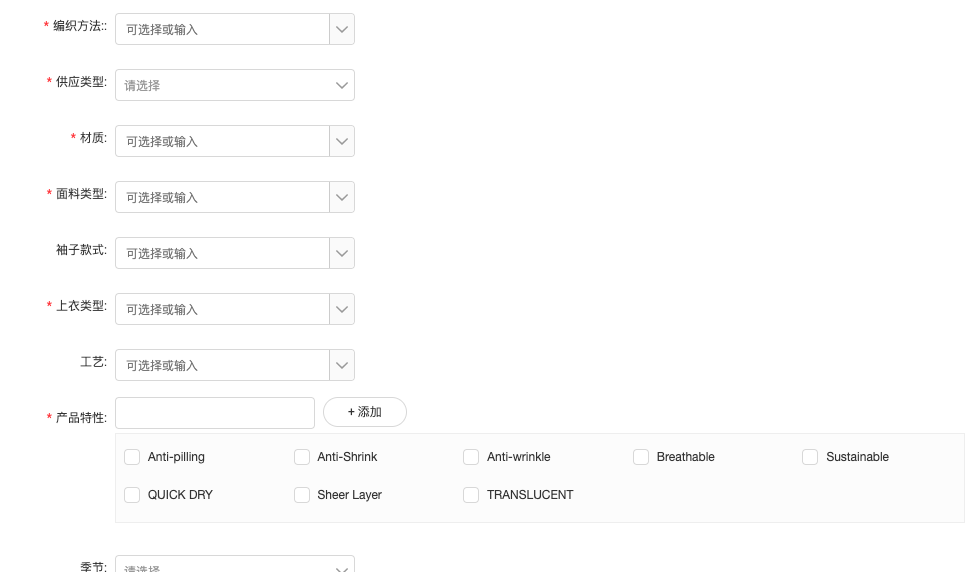 * 编织方法:: 可选择或输入
* 供应类型: 请选择
* 材质: 可选择或输入
* 面料类型: 可选择或输入
袖子款式: 可选择或输入
* 上衣类型: 可选择或输入
工艺: 可选择或输入
* 产品特性: + 添加
Anti-pilling Anti-Shrink Anti-wrinkle Breathable Sustainable
QUICK DRY Sheer Layer TRANSLUCENT
季节: 请选择